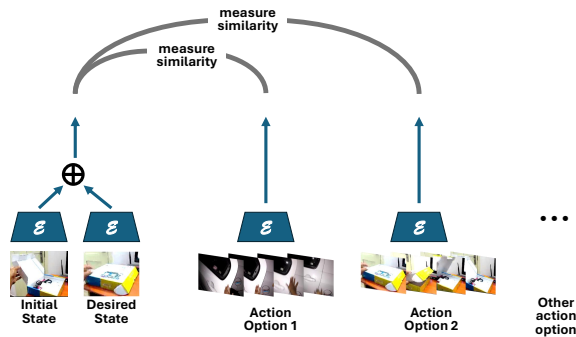 measure
similarity
measure
similarity
⊕
ℰ
ℰ
ℰ
ℰ
...
Initial
State
Desired
State
Action
Option 1
Action
Option 2
Other
action
option